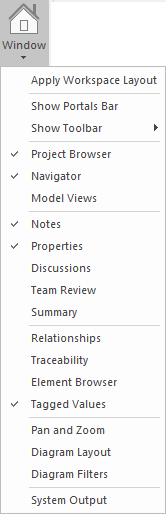 Window
Apply Workspace Layout
Show Portals Bar
Show Toolbar
Project Browser
Navigator
Model Views
Notes
Properties
Discussions
Team Review
Summary
Relationships
Traceability
Element Browser
Tagged Values
Pan and Zoom
Diagram Layout
Diagram Filters
System Output